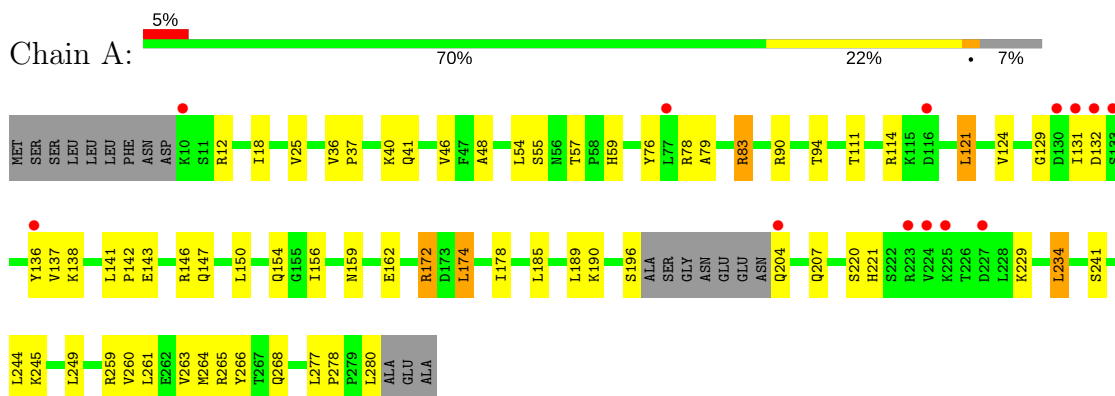 5%
Chain A: 70% 22% • 7%
MET SER SER LEU LEU LEU PHE ASN ASP K10 S11 R12 I18 V25 V36 P37 K40 Q41 V46 F47 A48 L54 S55 N56 T57 P58 H59 Y76 L77 R78 A79 R83 R90 T94 T111 R114 K115 D116 L121 V124 G129 D130 I131 D132 S133
Y136 V137 K138 L141 P142 E143 R146 Q147 L150 Q154 G155 I156 N159 E162 R172 D173 L174 I178 L185 L189 K190 S196 ALA SER GLY ASN GLU GLU ASN Q204 Q207 S220 H221 S222 R223 V224 K225 T226 D227 L228 K229 L234 S241
L244 K245 L249 R259 V260 L261 E262 V263 M264 R265 Y266 T267 Q268 L277 P278 P279 L280 ALA GLU ALA